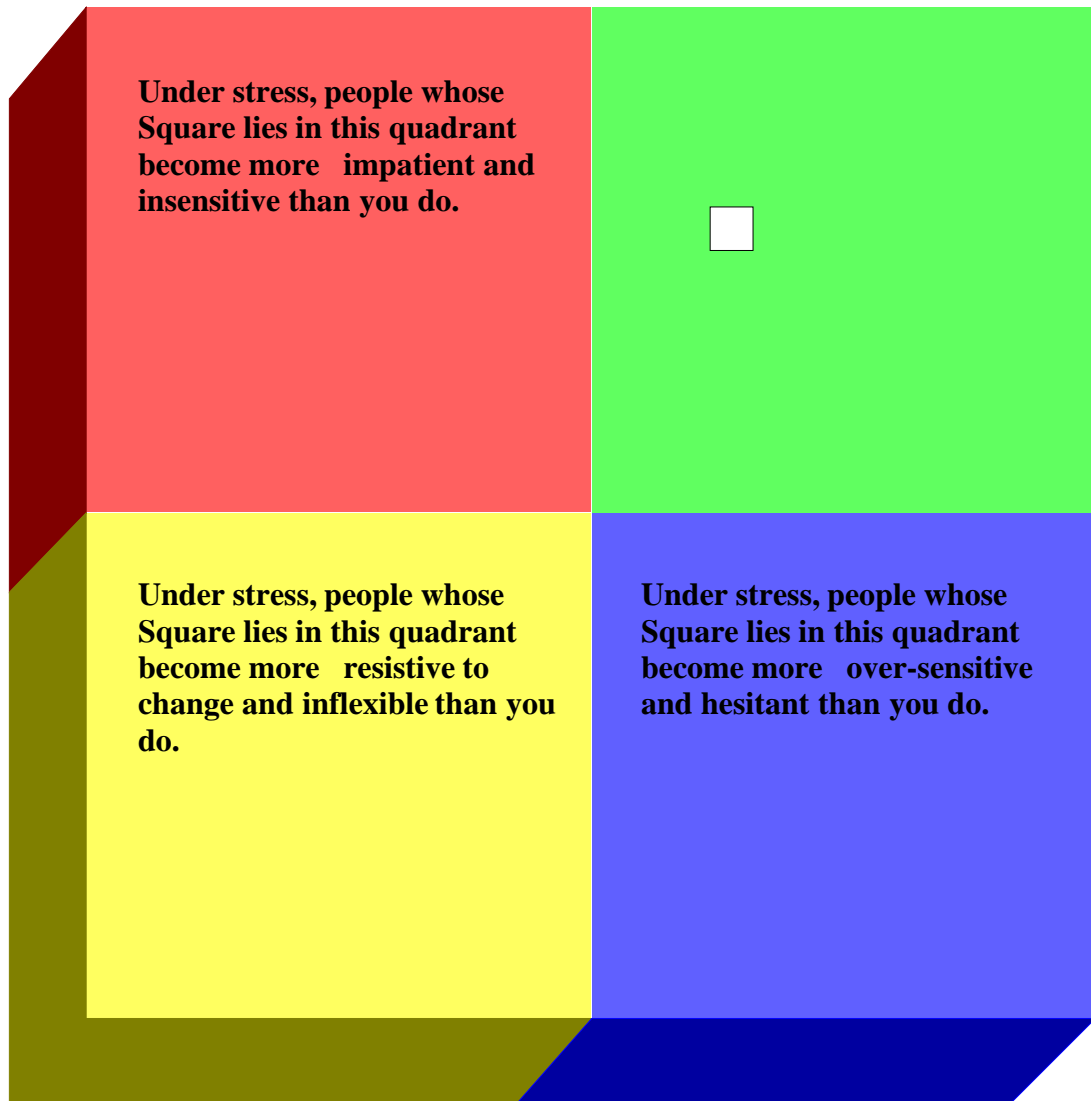 Under stress, people whose
Square lies in this quadrant
become more   impatient and
insensitive than you do.
Under stress, people whose
Square lies in this quadrant
become more   resistive to
change and inflexible than you
do.
Under stress, people whose
Square lies in this quadrant
become more   over-sensitive
and hesitant than you do.